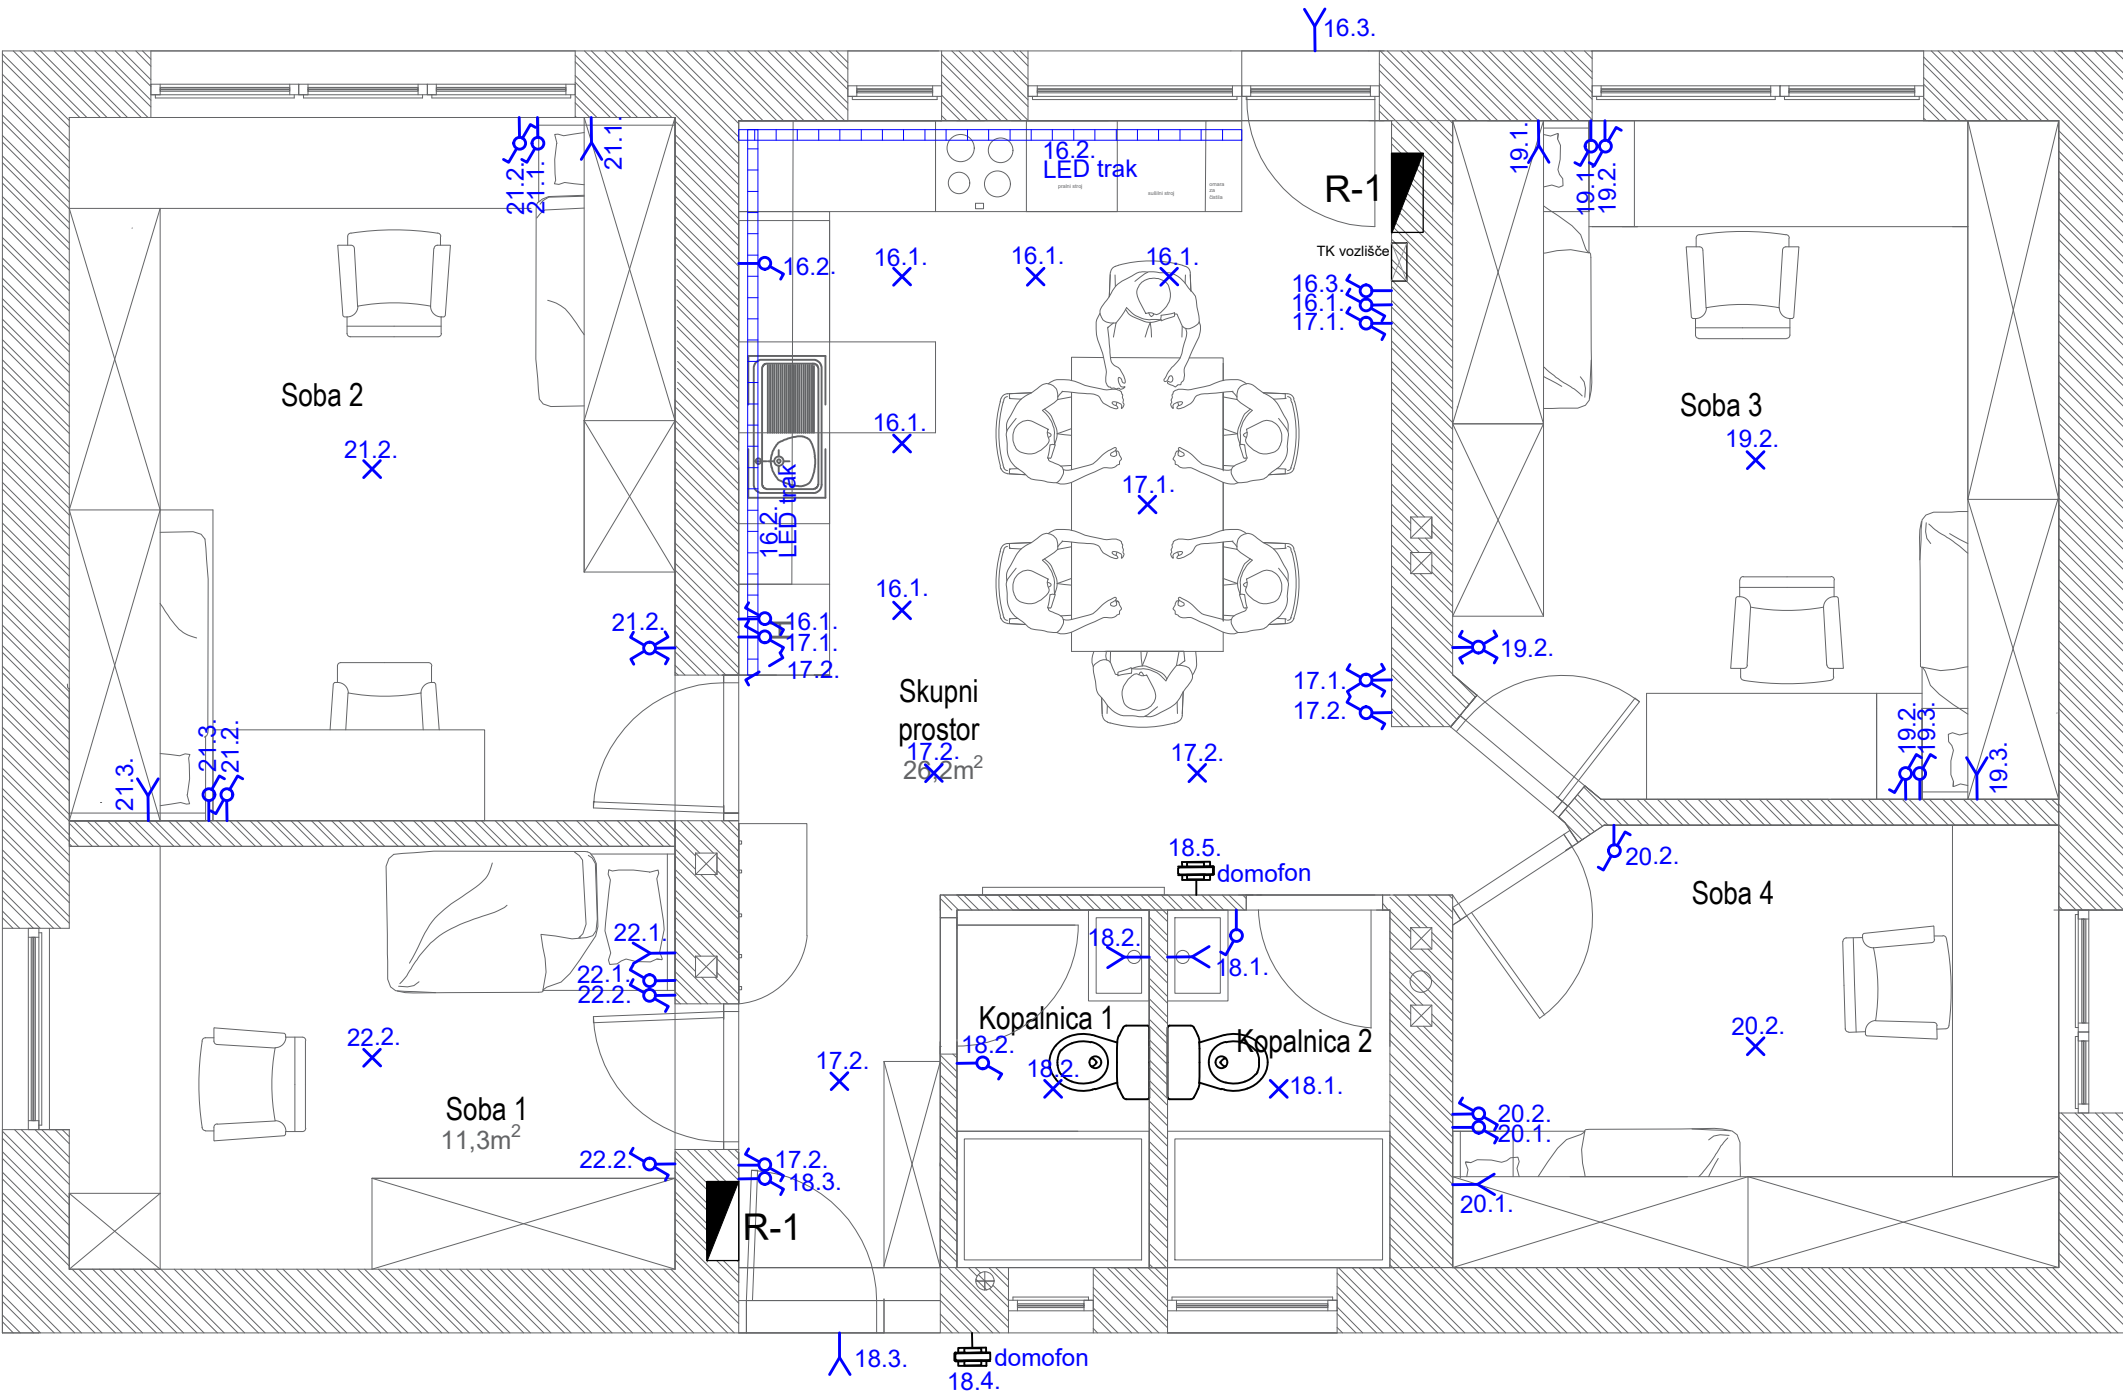 16.3.
21.2.
21.1.
21.1.
16.2.
LED trak
pralni stroj
sušilni stroj
omara
za
čistila
R-1
TK vozlišče
19.1.
19.1.
19.2.
16.2.
16.1.
16.1.
16.1.
16.3.
16.1.
17.1.
Soba 2
21.2.
Soba 3
19.2.
16.1.
17.1.
16.2.
LED trak
16.1.
21.2.
16.1.
17.1.
17.2.
19.2.
17.1.
17.2.
Skupni
prostor
17.2.
26,2m2
17.2.
21.3.
21.3.
21.2.
19.2.
19.3.
19.3.
18.5.
domofon
20.2.
Soba 4
22.1.
22.1.
22.2.
18.2.
18.1.
Kopalnica 1
Kopalnica 2
22.2.
18.2.
18.2.
18.1.
17.2.
20.2.
Soba 1
11,3m2
22.2.
17.2.
18.3.
R-1
20.2.
20.1.
20.1.
18.3.
domofon
18.4.